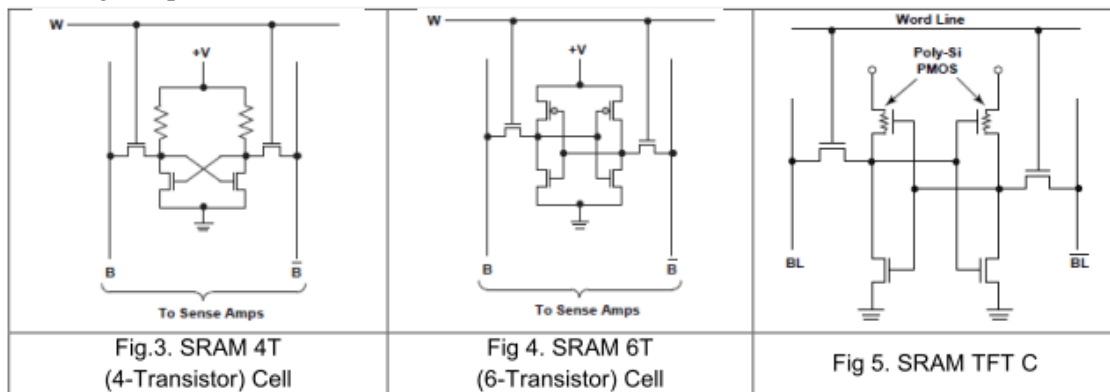 W
+V
B
B
To Sense Amps
Fig.3. SRAM 4T
(4-Transistor) Cell
W
+V
B
B
To Sense Amps
Fig 4. SRAM 6T
(6-Transistor) Cell
Word Line
Poly-Si
PMOS
BL
BL
Fig 5. SRAM TFT C